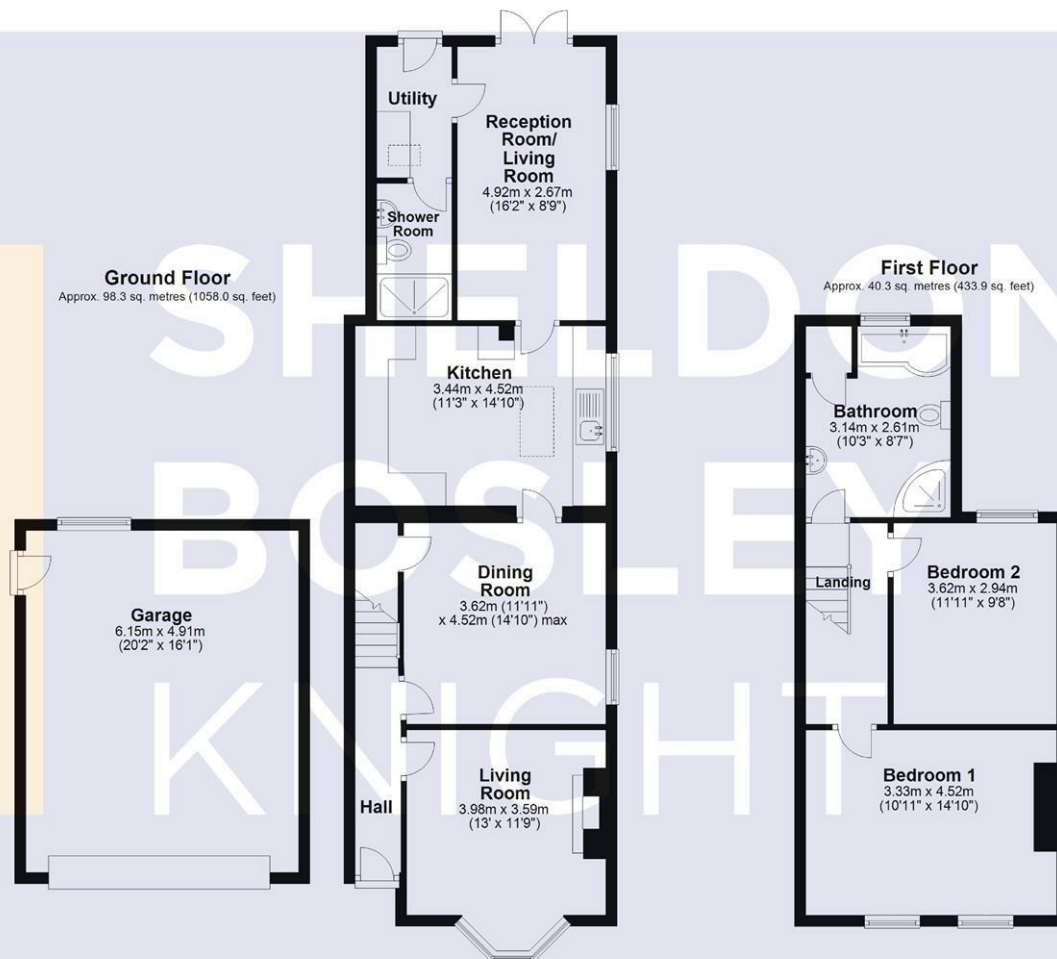 Ground Floor
Approx. 98.3 sq. metres (1058.0 sq. feet)
Utility
Reception
Room/
Living
Room
4.92m x 2.67m
(16'2" x 8'9")
Shower
Room
Kitchen
3.44m x 4.52m
(11'3" x 14'10")
Dining
Room
3.62m (11'11")
x 4.52m (14'10") max
Garage
6.15m x 4.91m
(20'2" x 16'1")
Living
Room
3.98m x 3.59m
(13' x 11'9")
Hall
First Floor
Approx. 40.3 sq. metres (433.9 sq. feet)
Bathroom
3.14m x 2.61m
(10'3" x 8'7")
Landing
Bedroom 2
3.62m x 2.94m
(11'11" x 9'8")
Bedroom 1
3.33m x 4.52m
(10'11" x 14'10")
SHELDON
BOSLEY
KNIGHT